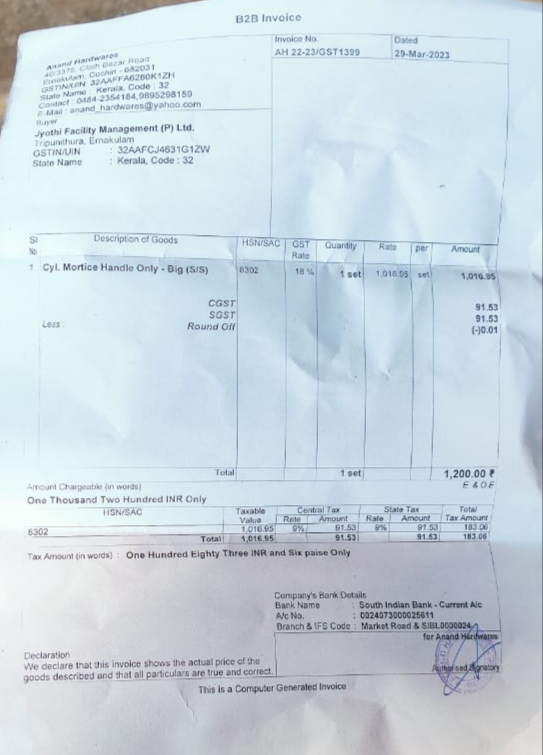 B2B Invoice
Anand Hardwares
40/3375, Cloth Bazar Road
Ernakulam, Cochin - 682031
GSTIN/UIN: 32AAFFA6280K1ZH
State Name : Kerala, Code : 32
Contact : 0484-2354184,9895298159
E-Mail : anand_hardwares@yahoo.com
Invoice No. Dated
AH 22-23/GST1399 29-Mar-2023
Buyer
Jyothi Facility Management (P) Ltd.
Tripunithura, Ernakulam
GSTIN/UIN : 32AAFCJ4631G1ZW
State Name : Kerala, Code : 32
Sl No Description of Goods HSN/SAC GST Rate Quantity Rate per Amount
1 Cyl. Mortice Handle Only - Big (S/S) 8302 18 % 1 set 1,016.95 set 1,016.95
CGST 91.53
SGST 91.53
Less : Round Off (-)0.01
Total 1 set 1,200.00 ₹
Amount Chargeable (in words) E & O.E
One Thousand Two Hundred INR Only
HSN/SAC Taxable Value Central Tax State Tax Total Tax Amount
Rate Amount Rate Amount
8302 1,016.95 9% 91.53 9% 91.53 183.06
Total 1,016.95 91.53 91.53 183.06
Tax Amount (in words) : One Hundred Eighty Three INR and Six paise Only
Company's Bank Details
Bank Name : South Indian Bank - Current A/c
A/c No. : 0024073000025611
Branch & IFS Code : Market Road & SIBL0000024
for Anand Hardwares
Declaration
We declare that this invoice shows the actual price of the
goods described and that all particulars are true and correct.
Authorised Signatory
This is a Computer Generated Invoice